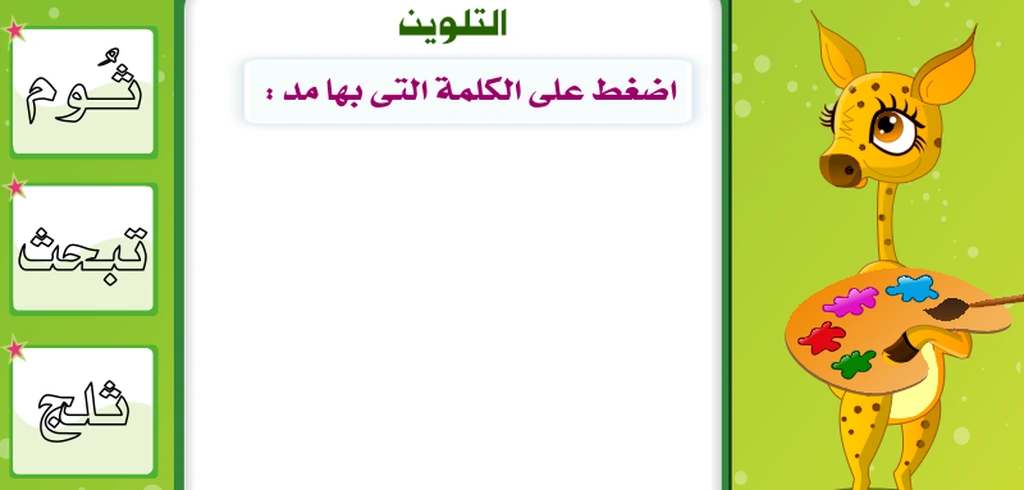 التلوين
اضغط على الكلمة التى بها مد :
ثُوم
تبحث
ثلج